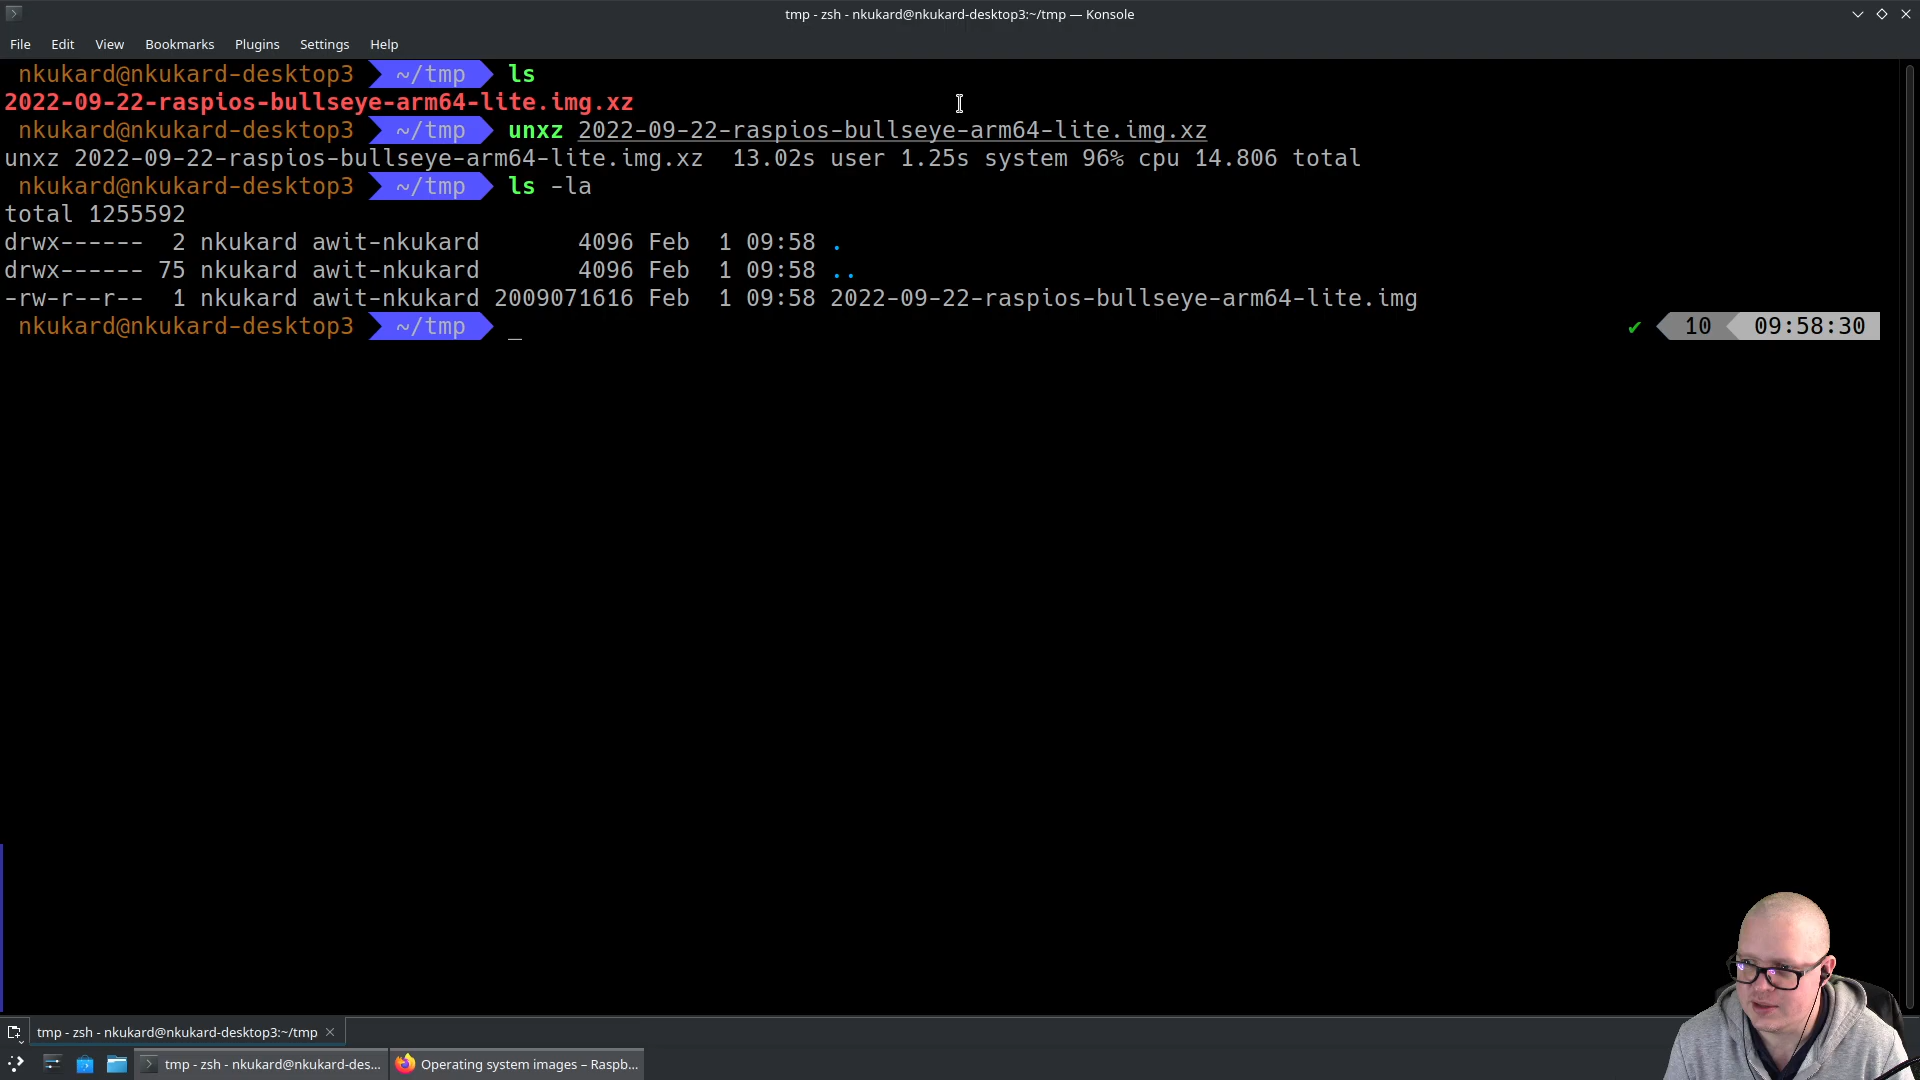 tmp - zsh - nkukard@nkukard-desktop3:~/tmp — Konsole
File Edit View Bookmarks Plugins Settings Help
nkukard@nkukard-desktop3 ~/tmp ls
2022-09-22-raspios-bullseye-arm64-lite.img.xz
nkukard@nkukard-desktop3 ~/tmp unxz 2022-09-22-raspios-bullseye-arm64-lite.img.xz
unxz 2022-09-22-raspios-bullseye-arm64-lite.img.xz  13.02s user 1.25s system 96% cpu 14.806 total
nkukard@nkukard-desktop3 ~/tmp ls -la
total 1255592
drwx------  2 nkukard awit-nkukard       4096 Feb  1 09:58 .
drwx------ 75 nkukard awit-nkukard       4096 Feb  1 09:58 ..
-rw-r--r--  1 nkukard awit-nkukard 2009071616 Feb  1 09:58 2022-09-22-raspios-bullseye-arm64-lite.img
nkukard@nkukard-desktop3 ~/tmp _ ✔ 10 09:58:30
tmp - zsh - nkukard@nkukard-desktop3:~/tmp
tmp - zsh - nkukard@nkukard-des... Operating system images – Raspb...